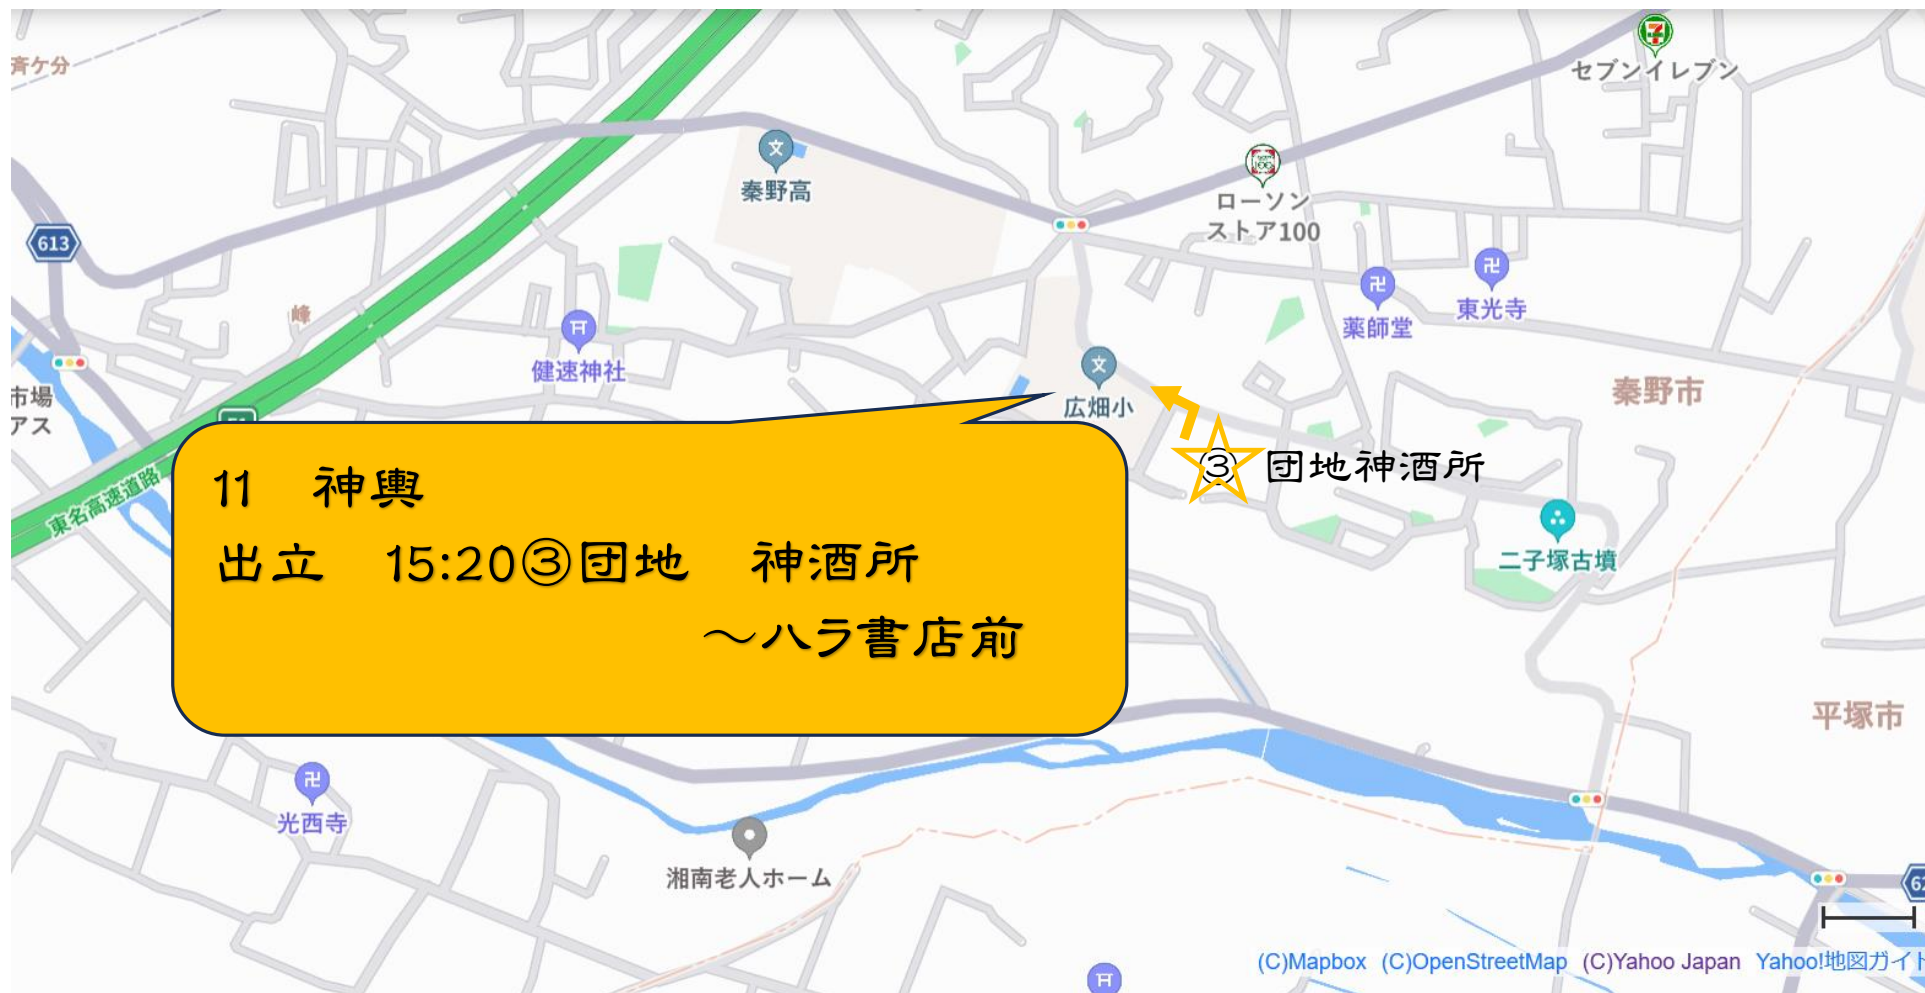 斉ケ分
セブンイレブン
秦野高
ローソン
ストア100
613
峰
健速神社
薬師堂
東光寺
市場
アス
広畑小
秦野市
③ 団地神酒所
東名高速道路
11 神輿
出立 15:20③団地 神酒所
~ハラ書店前
二子塚古墳
平塚市
光西寺
湘南老人ホーム
(C)Mapbox (C)OpenStreetMap (C)Yahoo Japan Yahoo!地図ガイド